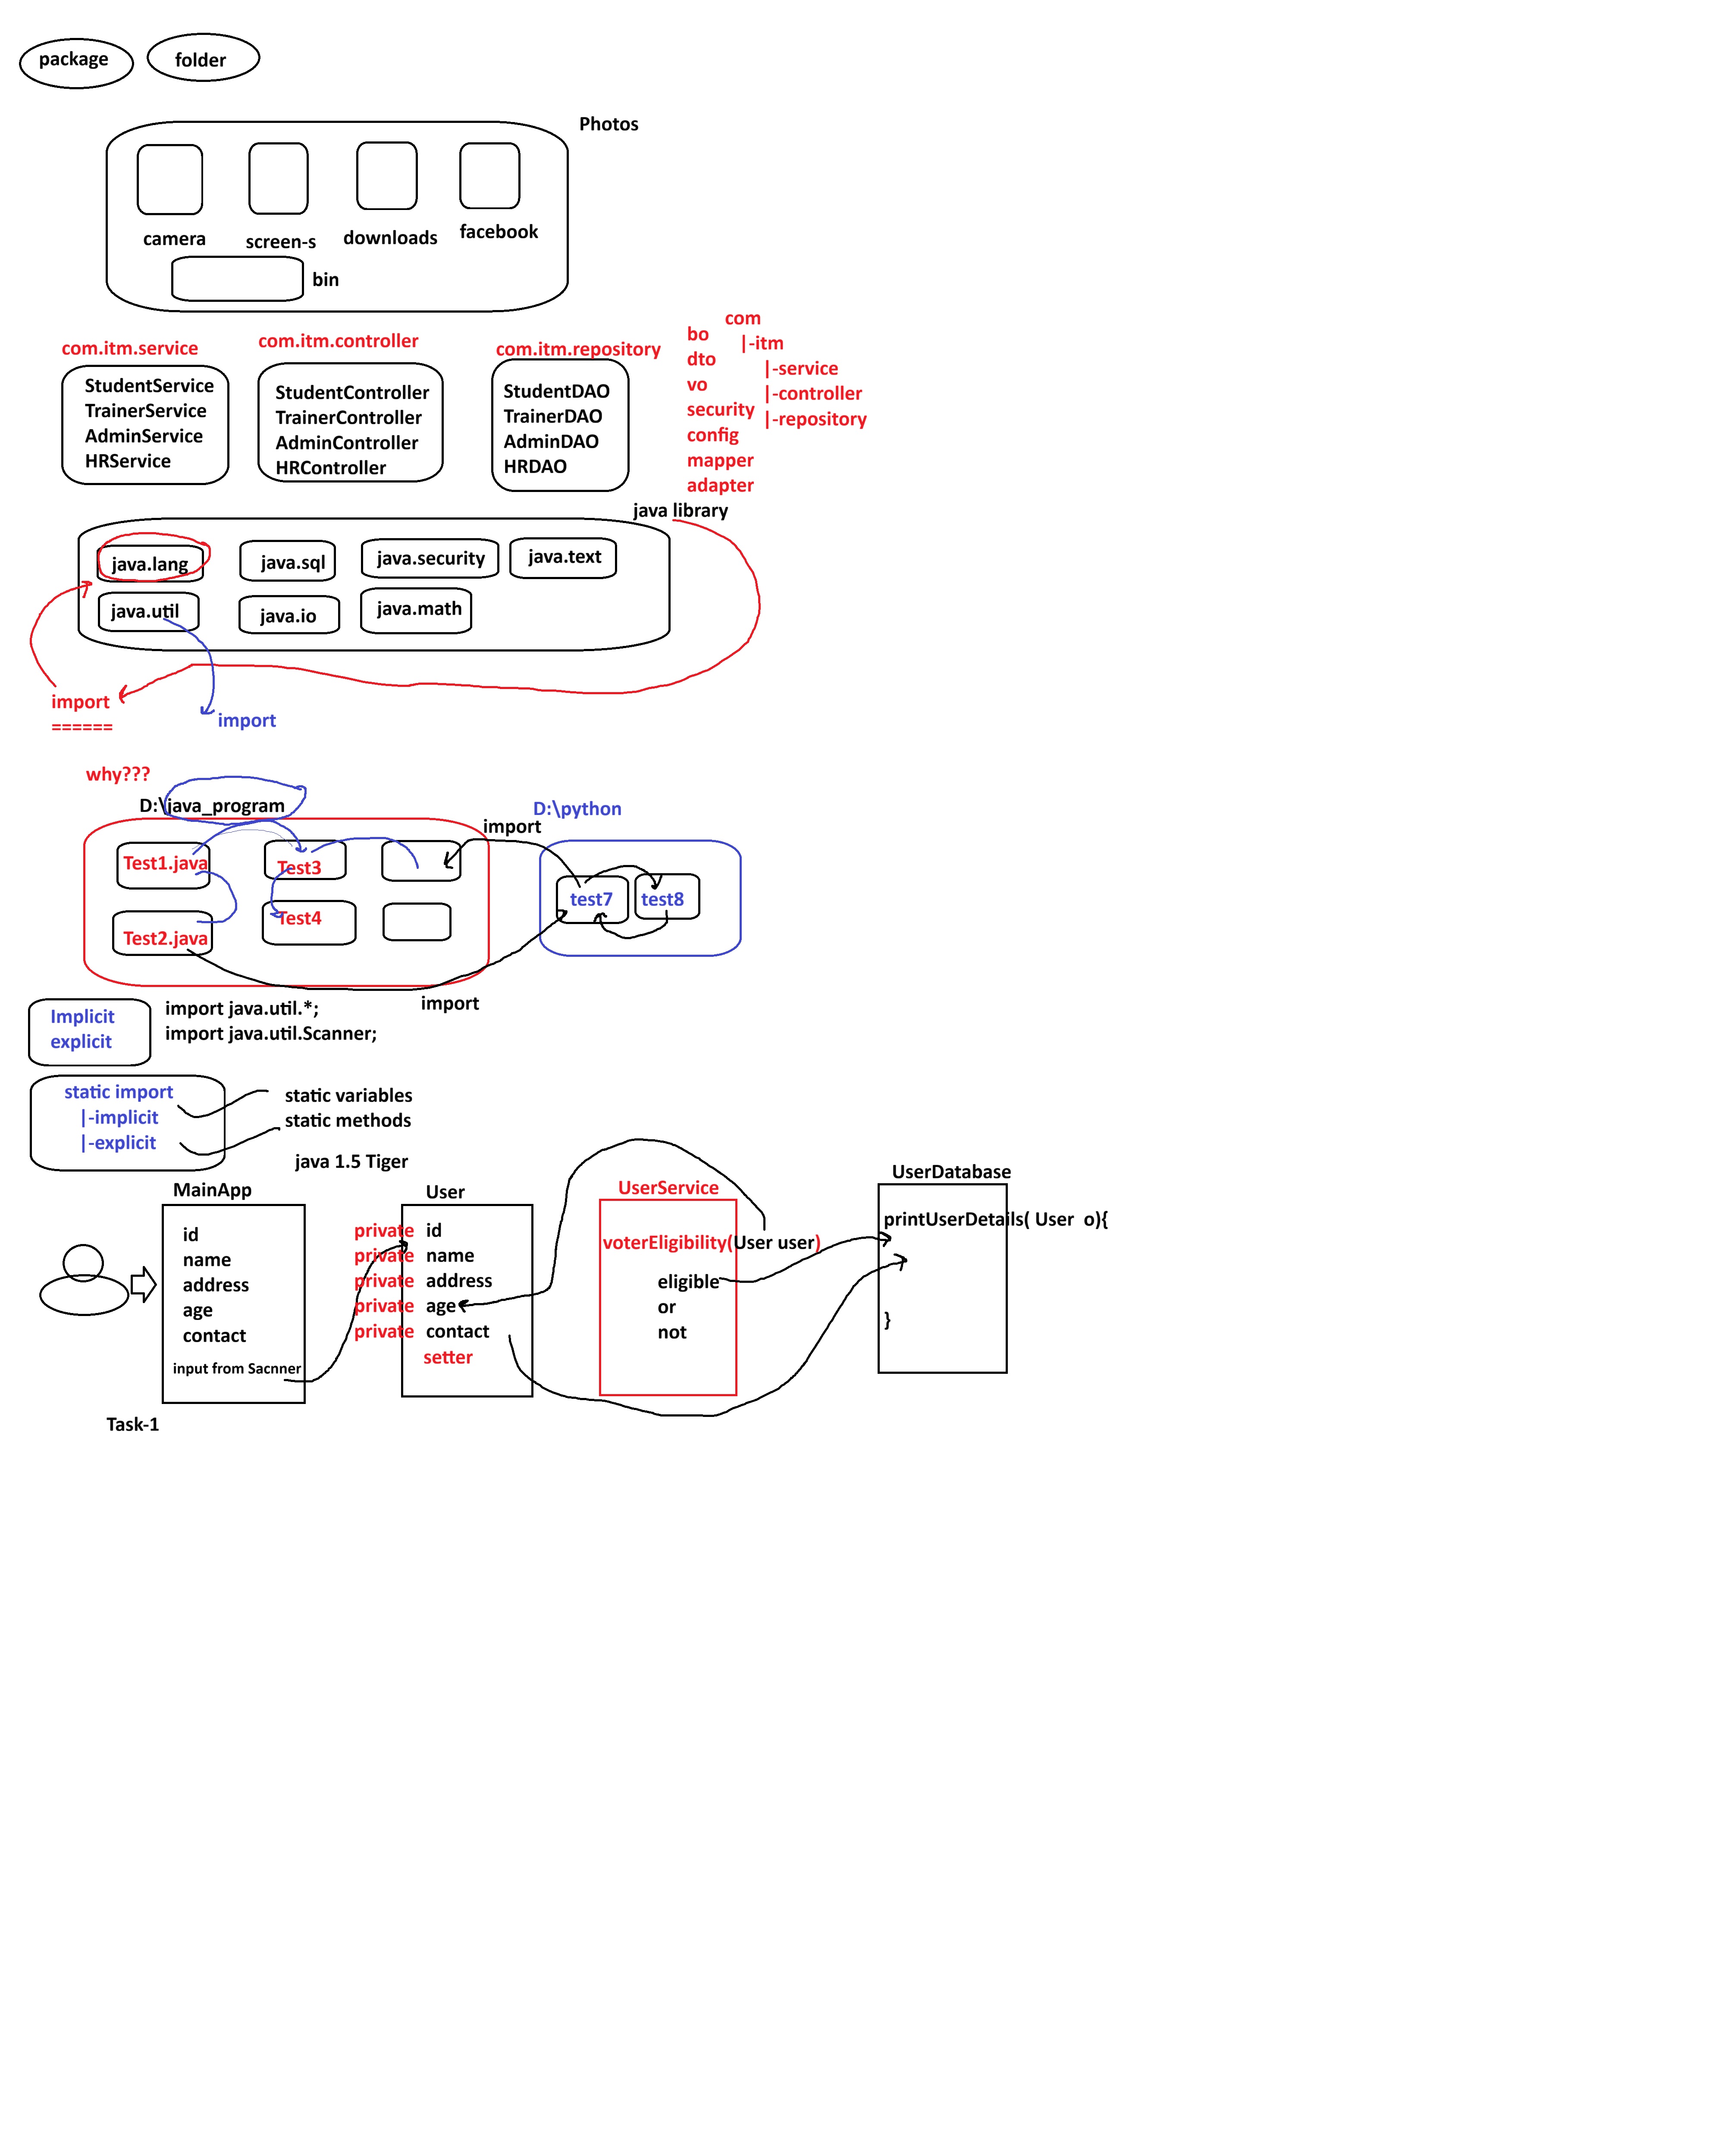 package
folder
Photos
camera
screen-s
downloads
facebook
bin
com.itm.service
StudentService
TrainerService
AdminService
HRService
com.itm.controller
StudentController
TrainerController
AdminController
HRController
com.itm.repository
StudentDAO
TrainerDAO
AdminDAO
HRDAO
bo
dto
vo
security
config
mapper
adapter
com
|-itm
|-service
|-controller
|-repository
java library
java.lang
java.sql
java.security
java.text
java.util
java.io
java.math
import
======
import
why???
D:\java_program
Test1.java
Test3
Test2.java
Test4
import
D:\python
test7
test8
import
Implicit
explicit
import java.util.*;
import java.util.Scanner;
static import
|-implicit
|-explicit
static variables
static methods
java 1.5 Tiger
MainApp
id
name
address
age
contact
input from Sacnner
Task-1
User
private id
private name
private address
private age
private contact
setter
UserService
voterEligibility(User user)
eligible
or
not
UserDatabase
printUserDetails( User o){
}